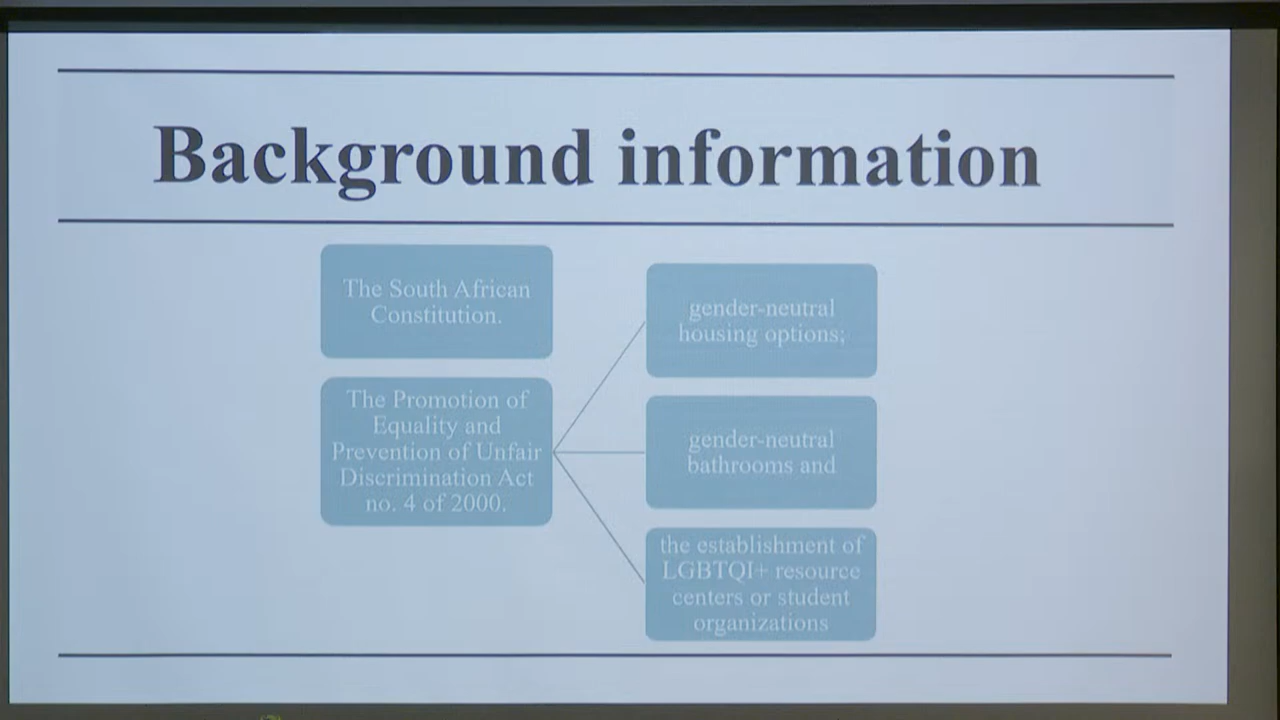 Background information
The South African
Constitution.
The Promotion of
Equality and
Prevention of Unfair
Discrimination Act
no. 4 of 2000.
gender-neutral
housing options;
gender-neutral
bathrooms and
the establishment of
LGBTQI+ resource
centers or student
organizations